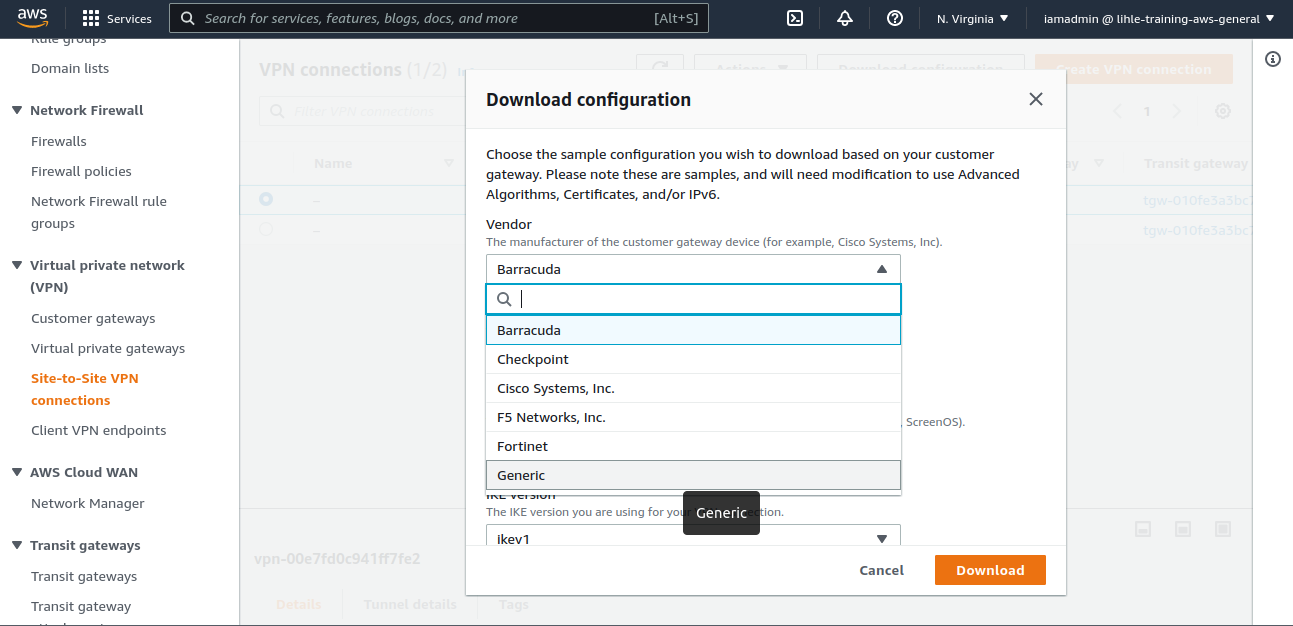 aws
Services
Search for services, features, blogs, docs, and more
[Alt+S]
N. Virginia
iamadmin @ lihle-training-aws-general
Rule groups
Domain lists
Network Firewall
Firewalls
Firewall policies
Network Firewall rule
groups
Virtual private network
(VPN)
Customer gateways
Virtual private gateways
Site-to-Site VPN
connections
Client VPN endpoints
AWS Cloud WAN
Network Manager
Transit gateways
Transit gateways
Transit gateway
VPN connections (1/2)
Actions
Download configuration
Create VPN connection
Filter VPN connections
1
Name
ay
Transit gateway
–
tgw-010fe3a3bc
–
tgw-010fe3a3bc
Download configuration
Choose the sample configuration you wish to download based on your customer
gateway. Please note these are samples, and will need modification to use Advanced
Algorithms, Certificates, and/or IPv6.
Vendor
The manufacturer of the customer gateway device (for example, Cisco Systems, Inc).
Barracuda
Barracuda
Checkpoint
Cisco Systems, Inc.
F5 Networks, Inc.
Fortinet
Generic
, ScreenOS).
IKE version
The IKE version you are using for your
ction.
Generic
ikev1
Cancel
Download
vpn-00e7fd0c941ff7fe2
Details
Tunnel details
Tags